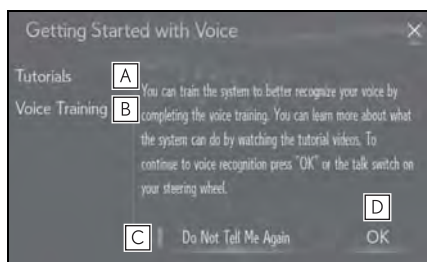 Getting Started with Voice
Tutorials
A
Voice Training
B
You can train the system to better recognize your voice by
completing the voice training. You can learn more about what
the system can do by watching the tutorial videos. To
continue to voice recognition press "OK" or the talk switch on
your steering wheel.
C
Do Not Tell Me Again
D
OK